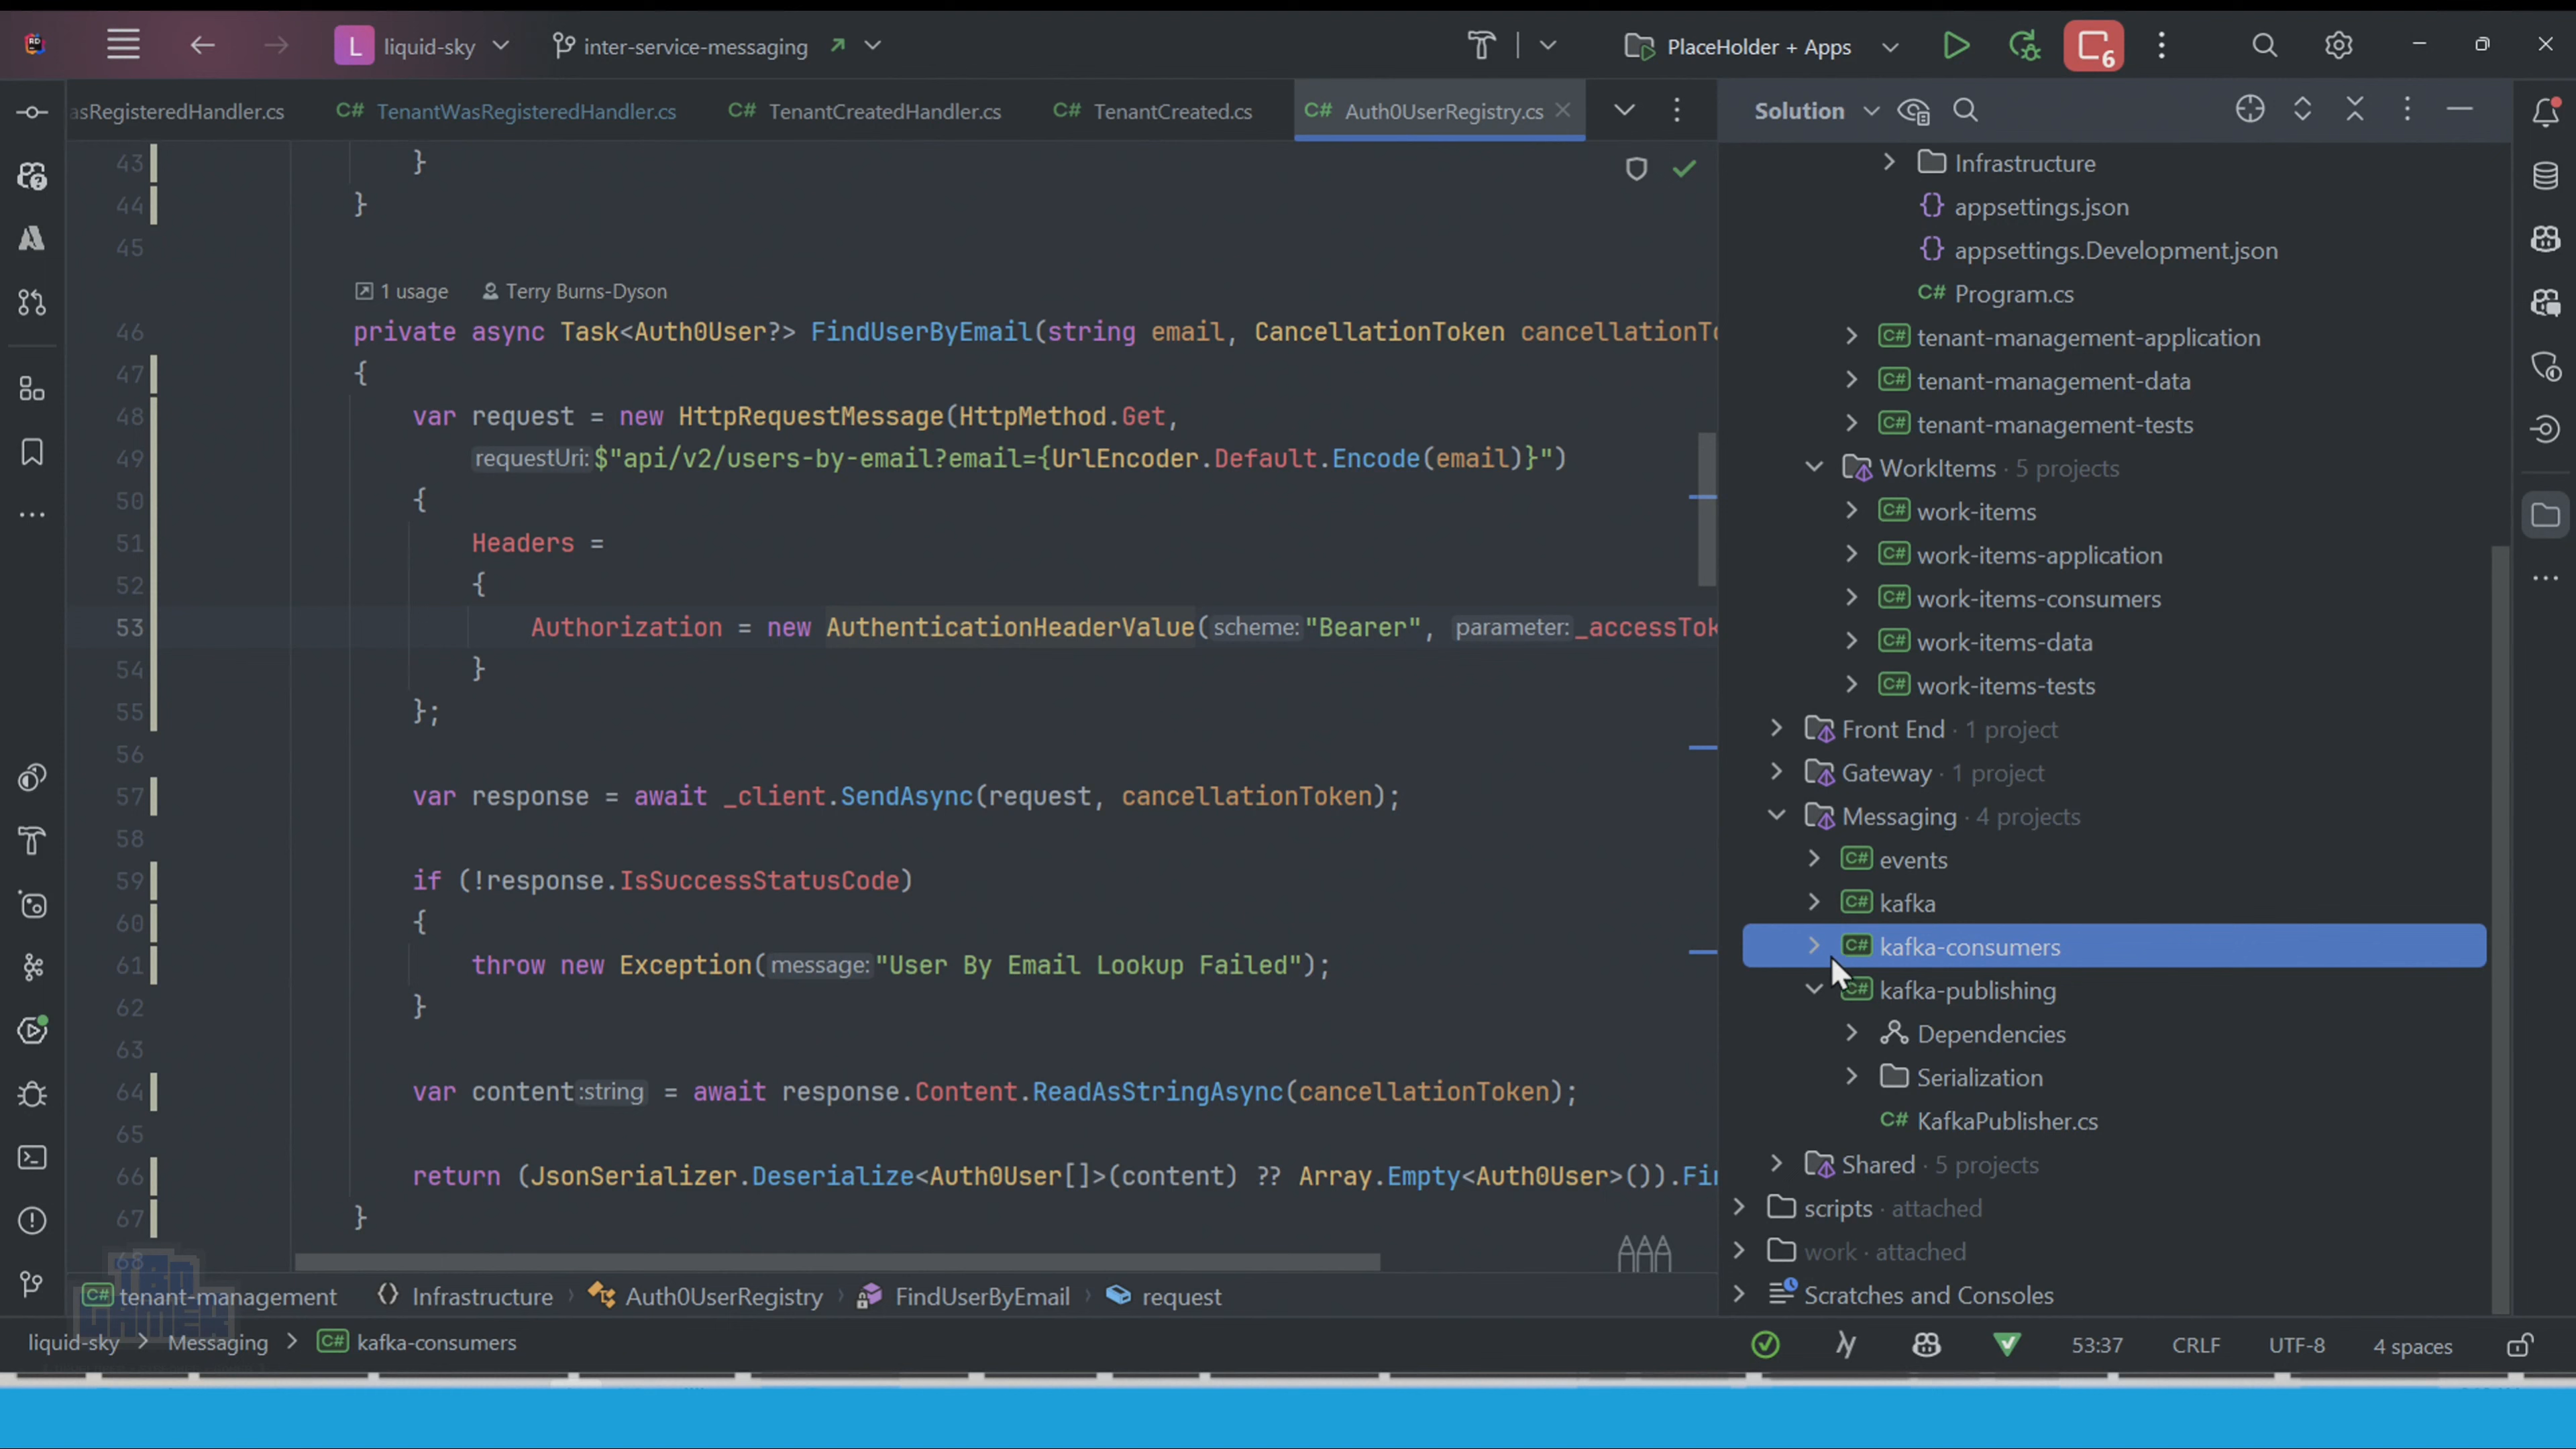 RD L liquid-sky inter-service-messaging PlaceHolder + Apps 6
asRegisteredHandler.cs C# TenantWasRegisteredHandler.cs C# TenantCreatedHandler.cs C# TenantCreated.cs C# Auth0UserRegistry.cs Solution
43 }
44 }
45
1 usage Terry Burns-Dyson
46 private async Task<Auth0User?> FindUserByEmail(string email, CancellationToken cancellationTo
47 {
48 var request = new HttpRequestMessage(HttpMethod.Get,
49 requestUri: $"api/v2/users-by-email?email={UrlEncoder.Default.Encode(email)}")
50 {
51 Headers =
52 {
53 Authorization = new AuthenticationHeaderValue( scheme: "Bearer", parameter: _accessTok
54 }
55 };
56
57 var response = await _client.SendAsync(request, cancellationToken);
58
59 if (!response.IsSuccessStatusCode)
60 {
61 throw new Exception( message: "User By Email Lookup Failed");
62 }
63
64 var content :string = await response.Content.ReadAsStringAsync(cancellationToken);
65
66 return (JsonSerializer.Deserialize<Auth0User[]>(content) ?? Array.Empty<Auth0User>()).Fi
67 }
68
Infrastructure
{} appsettings.json
{} appsettings.Development.json
C# Program.cs
C# tenant-management-application
C# tenant-management-data
C# tenant-management-tests
WorkItems · 5 projects
C# work-items
C# work-items-application
C# work-items-consumers
C# work-items-data
C# work-items-tests
Front End · 1 project
Gateway · 1 project
Messaging · 4 projects
C# events
C# kafka
C# kafka-consumers
C# kafka-publishing
Dependencies
Serialization
C# KafkaPublisher.cs
Shared · 5 projects
scripts · attached
work · attached
Scratches and Consoles
C# tenant-management Infrastructure Auth0UserRegistry FindUserByEmail request
liquid-sky Messaging C# kafka-consumers 53:37 CRLF UTF-8 4 spaces